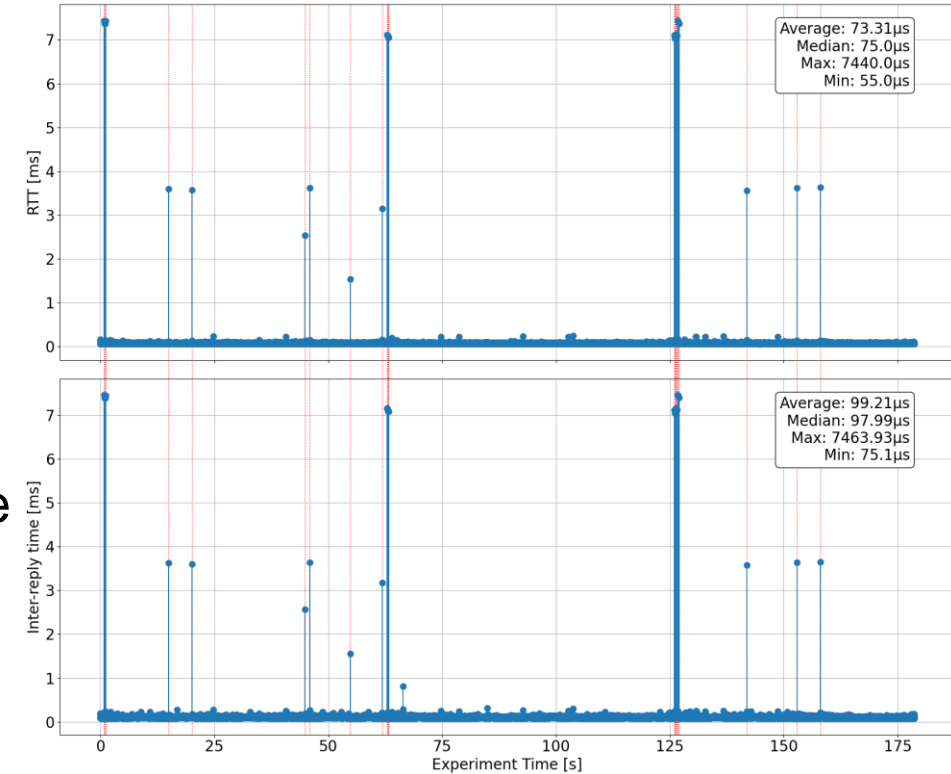 Average: 73.31µs
Median: 75.0µs
Max: 7440.0µs
Min: 55.0µs
RTT [ms]
7
6
5
4
3
2
1
0
Average: 99.21µs
Median: 97.99µs
Max: 7463.93µs
Min: 75.1µs
e
Inter-reply time [ms]
7
6
5
4
3
2
1
0
0 25 50 75 100 125 150 175
Experiment Time [s]